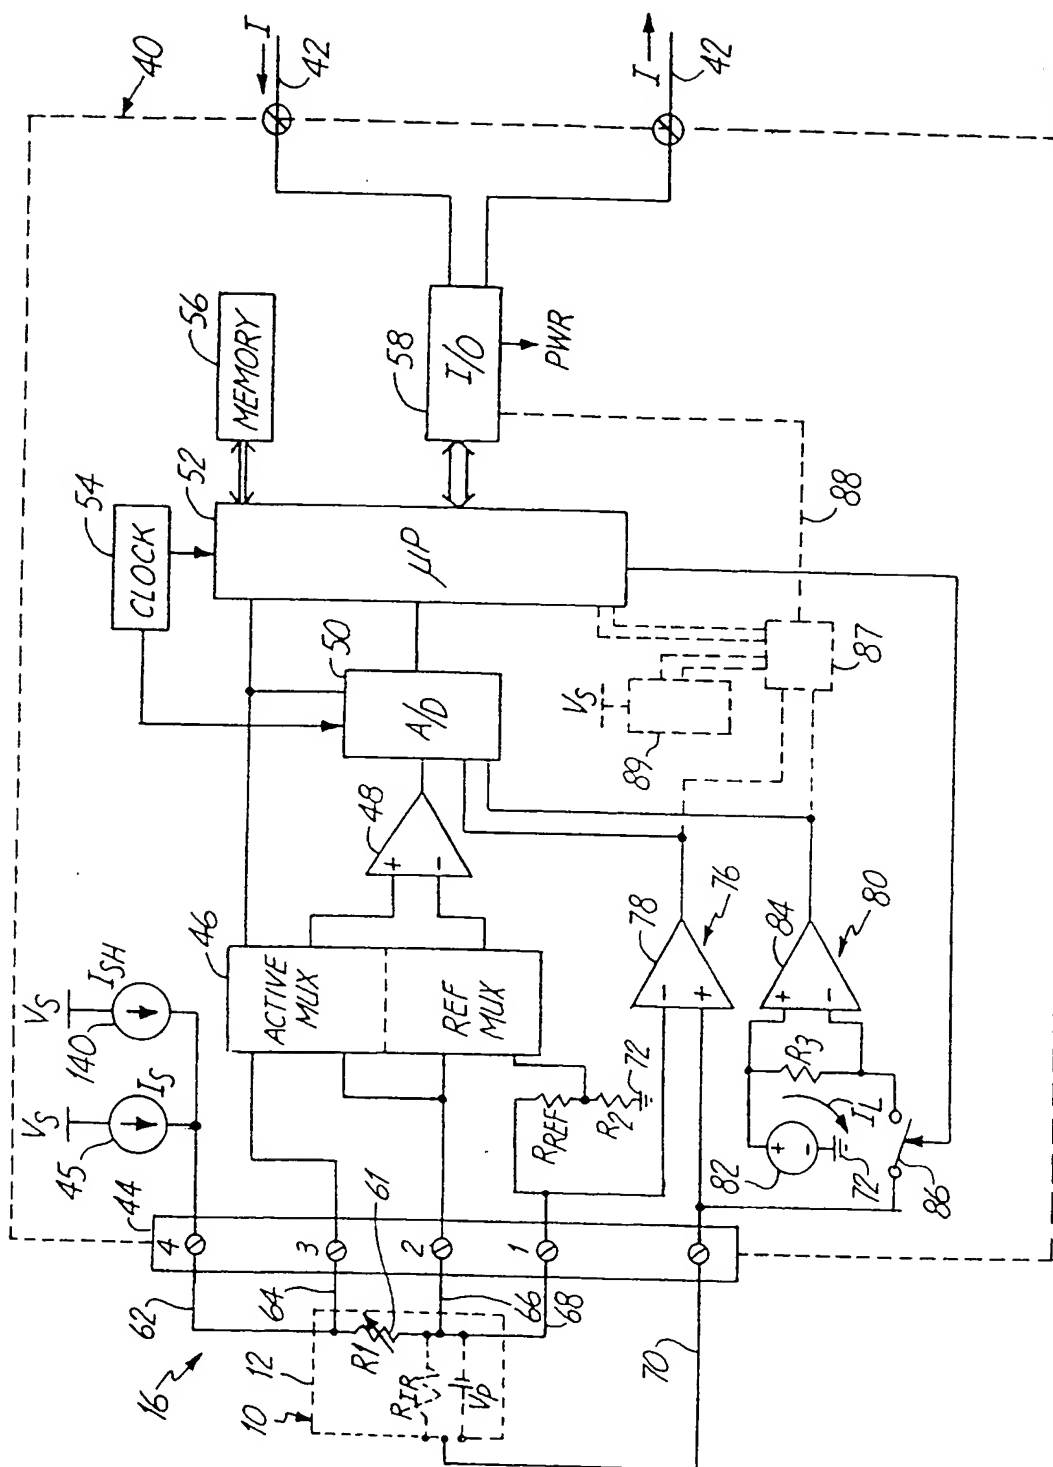 40
I
42
I
42
56
MEMORY
58
I/O
PWR
54
CLOCK
52
μP
88
50
A/D
VS
89
87
48
+
-
46
ACTIVE
MUX
REF
MUX
78
-
+
76
84
+
-
80
VS
140
ISH
VS
45
IS
44
4
3
2
1
61
RREF
R2
72
R3
82
+
-
72
IL
86
62
64
66
68
70
16
10
12
R1
RIR
VP